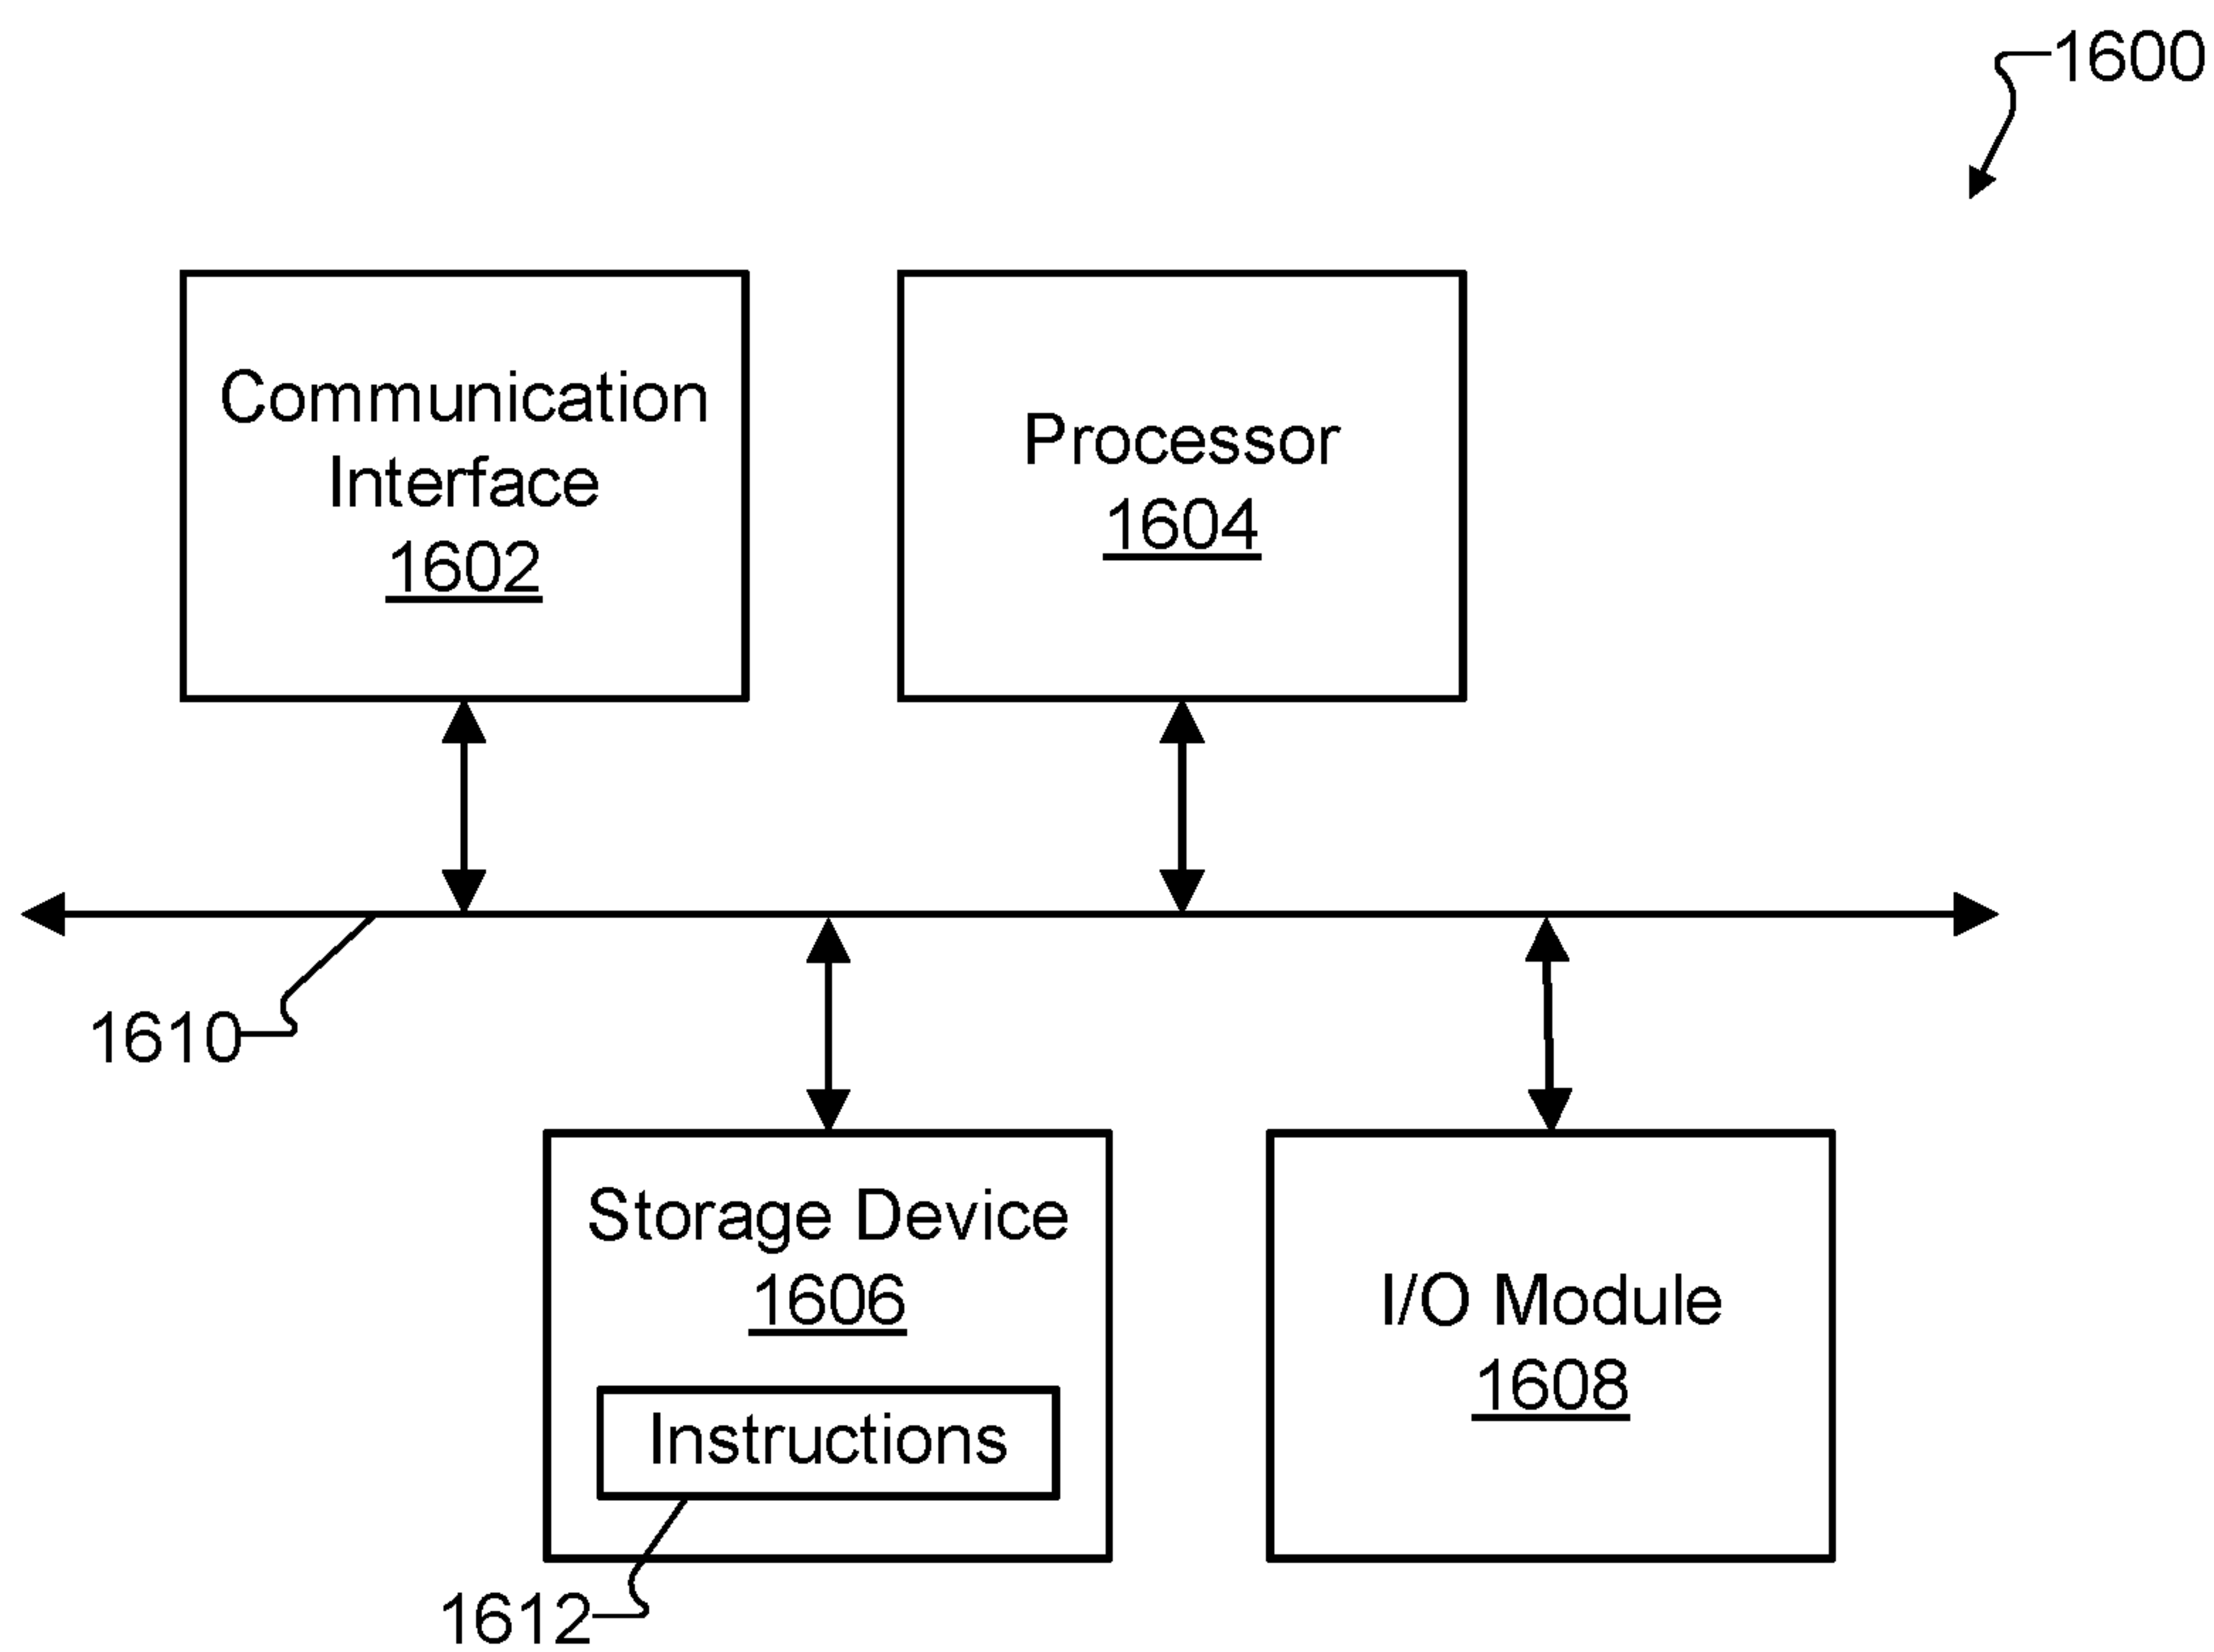 1600
Communication
Interface
1602
Processor
1604
1610
Storage Device
1606
Instructions
1612
I/O Module
1608